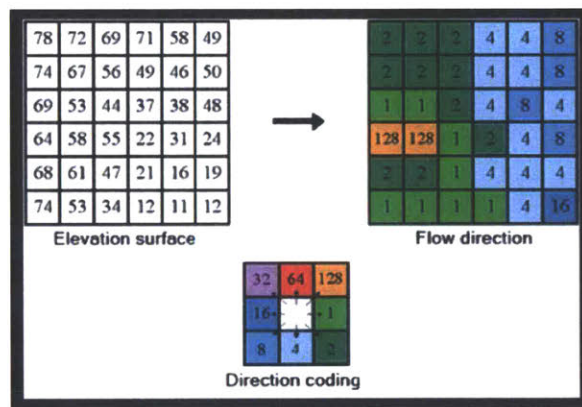 78 72 69 71 58 49 2 2 2 4 4 8
74 67 56 49 46 50 2 2 2 4 4 8
69 53 44 37 38 48 1 1 2 4 8 4
64 58 55 22 31 24 128 128 1 2 4 8
68 61 47 21 16 19 2 2 1 4 4 4
74 53 34 12 11 12 1 1 1 1 4 16
Elevation surface Flow direction
32 64 128
16 1
8 4 2
Direction coding